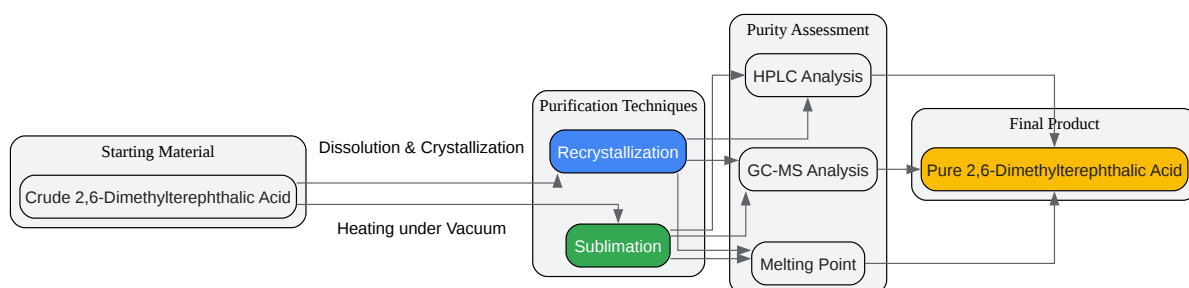 Starting Material
Crude 2,6-Dimethylterephthalic Acid
Dissolution & Crystallization
Heating under Vacuum
Purification Techniques
Recrystallization
Sublimation
Purity Assessment
HPLC Analysis
GC-MS Analysis
Melting Point
Final Product
Pure 2,6-Dimethylterephthalic Acid